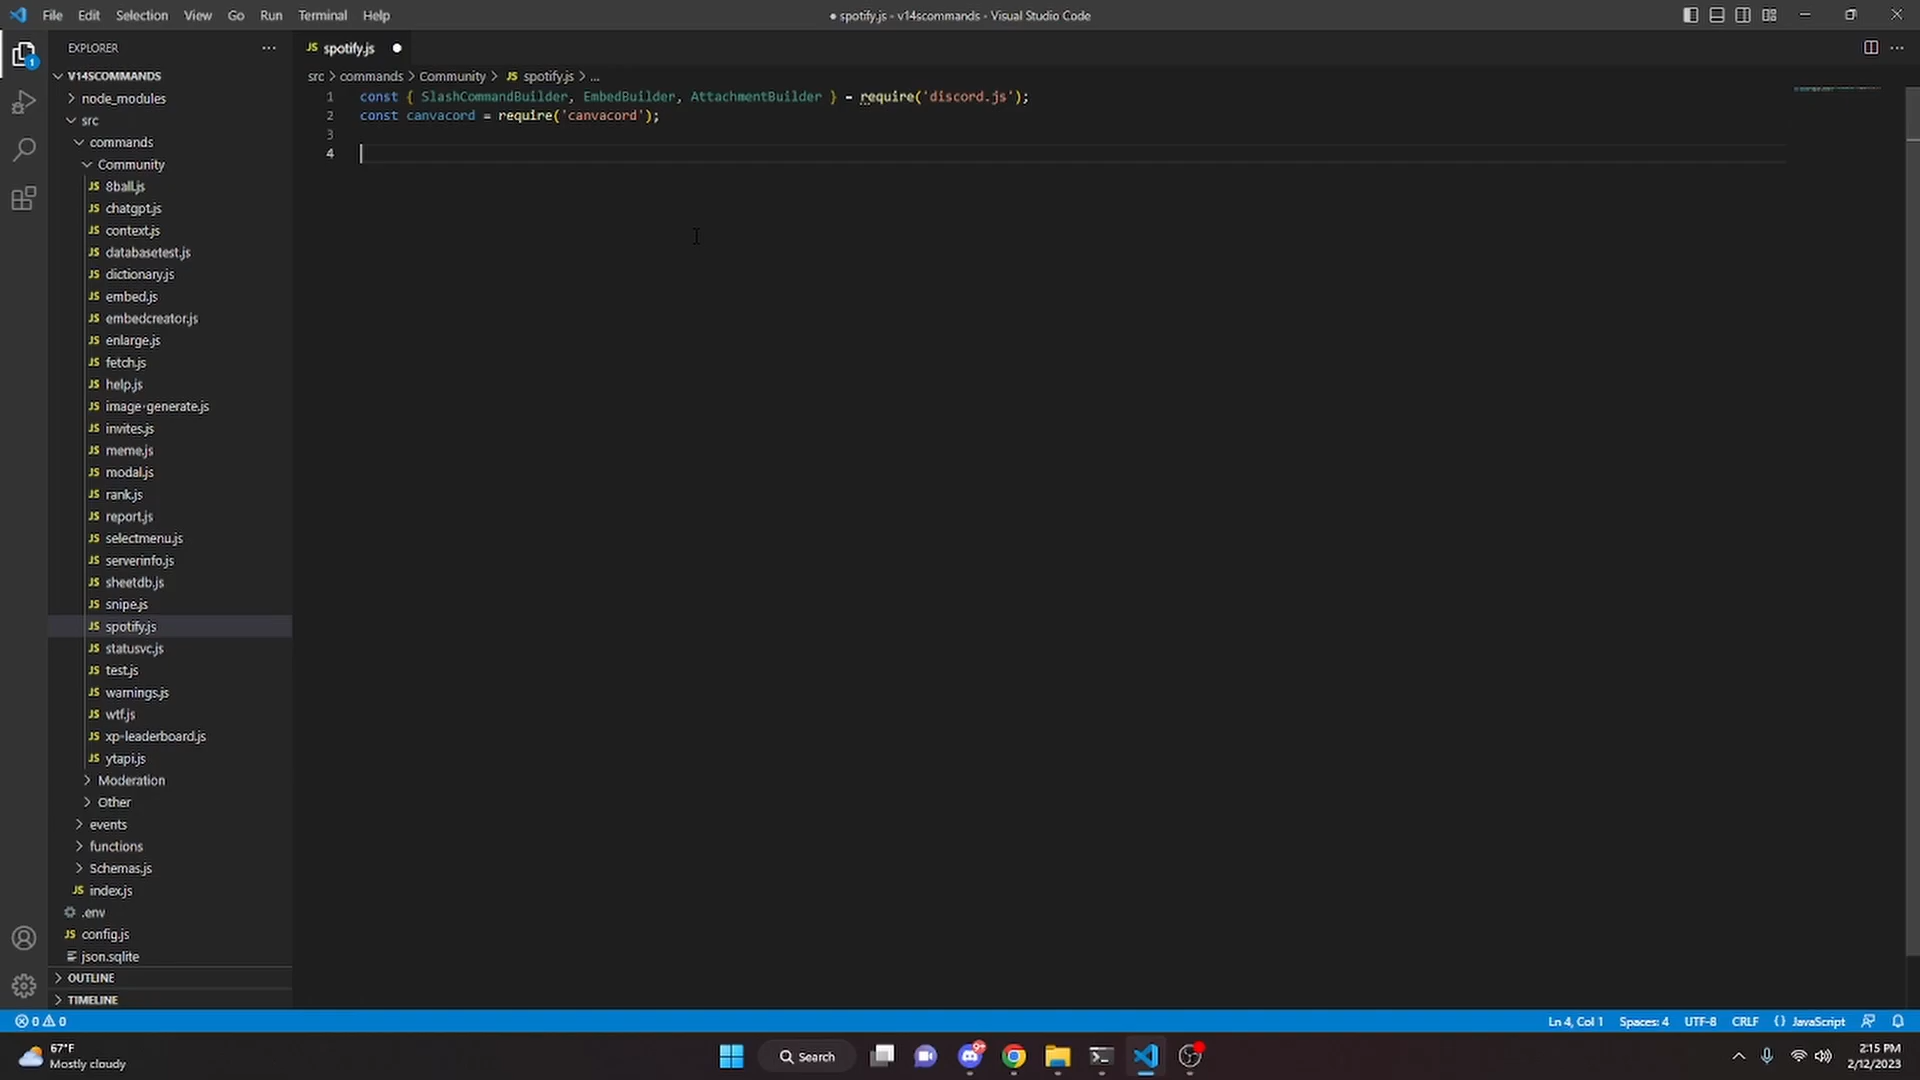 File Edit Selection View Go Run Terminal Help
● spotify.js - v14scommands - Visual Studio Code
EXPLORER
JS spotify.js
V14SCOMMANDS
src > commands > Community > JS spotify.js > ...
node_modules
src
commands
Community
JS 8ball.js
JS chatgpt.js
JS context.js
JS databasetest.js
JS dictionary.js
JS embed.js
JS embedcreator.js
JS enlarge.js
JS fetch.js
JS help.js
JS image-generate.js
JS invites.js
JS meme.js
JS modal.js
JS rank.js
JS report.js
JS selectmenu.js
JS serverinfo.js
JS sheetdb.js
JS snipe.js
JS spotify.js
JS statusvc.js
JS test.js
JS warnings.js
JS wtf.js
JS xp-leaderboard.js
JS ytapi.js
Moderation
Other
events
functions
Schemas.js
JS index.js
.env
JS config.js
json.sqlite
OUTLINE
TIMELINE
1 const { SlashCommandBuilder, EmbedBuilder, AttachmentBuilder } = require('discord.js');
2 const canvacord = require('canvacord');
3
4
1
0 0
Ln 4, Col 1 Spaces: 4 UTF-8 CRLF {} JavaScript
67°F
Mostly cloudy
Search
9+
2:15 PM
2/12/2023